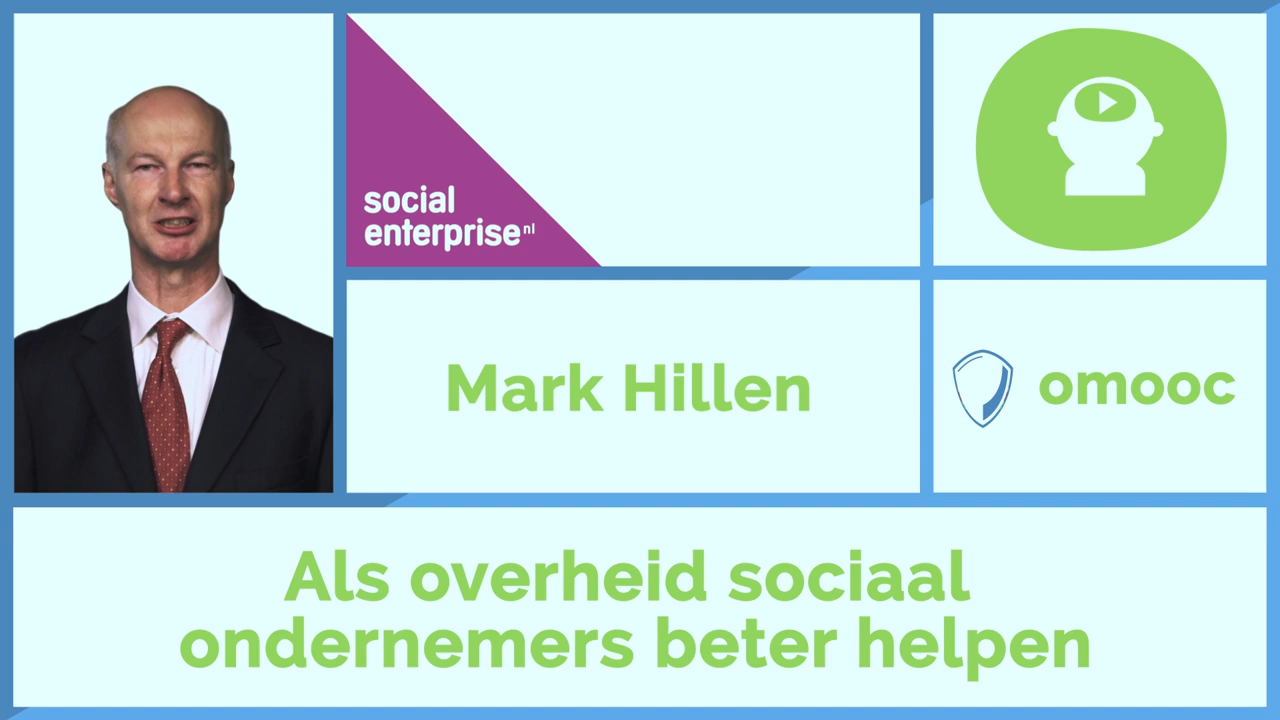 social
enterprise nl
Mark Hillen
omooc
Als overheid sociaal
ondernemers beter helpen